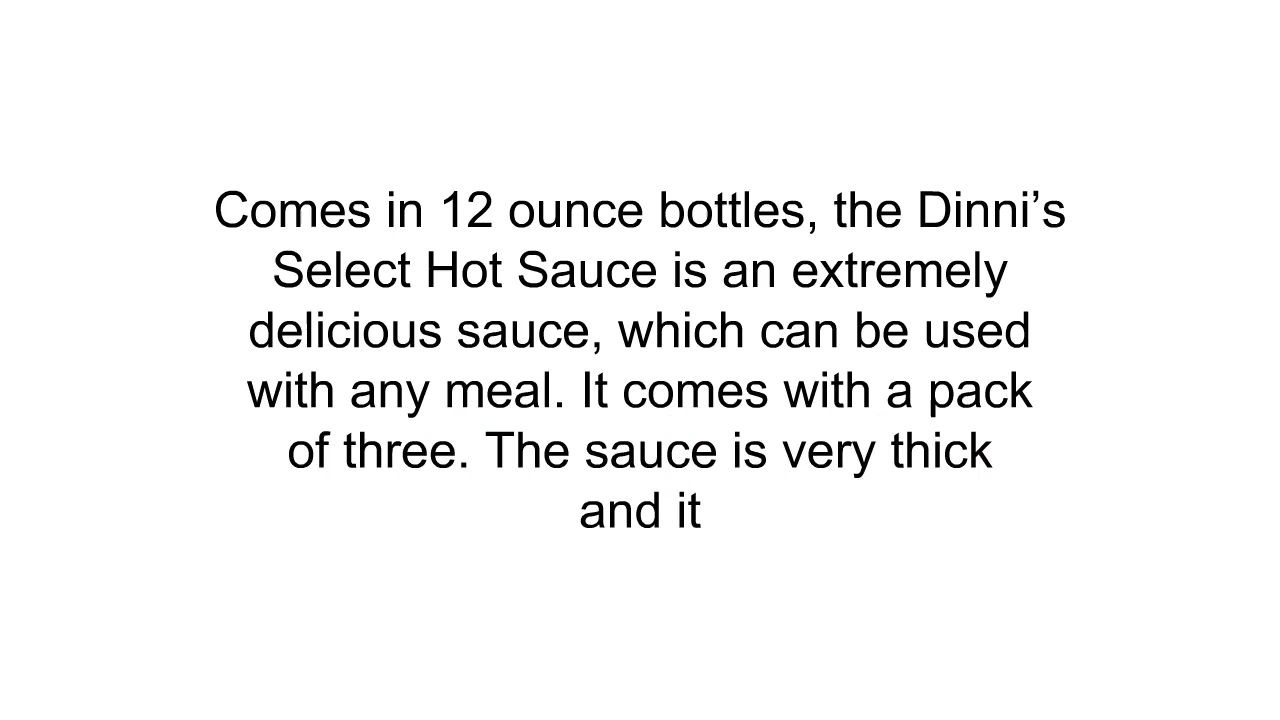 Comes in 12 ounce bottles, the Dinni’s
Select Hot Sauce is an extremely
delicious sauce, which can be used
with any meal. It comes with a pack
of three. The sauce is very thick
and it